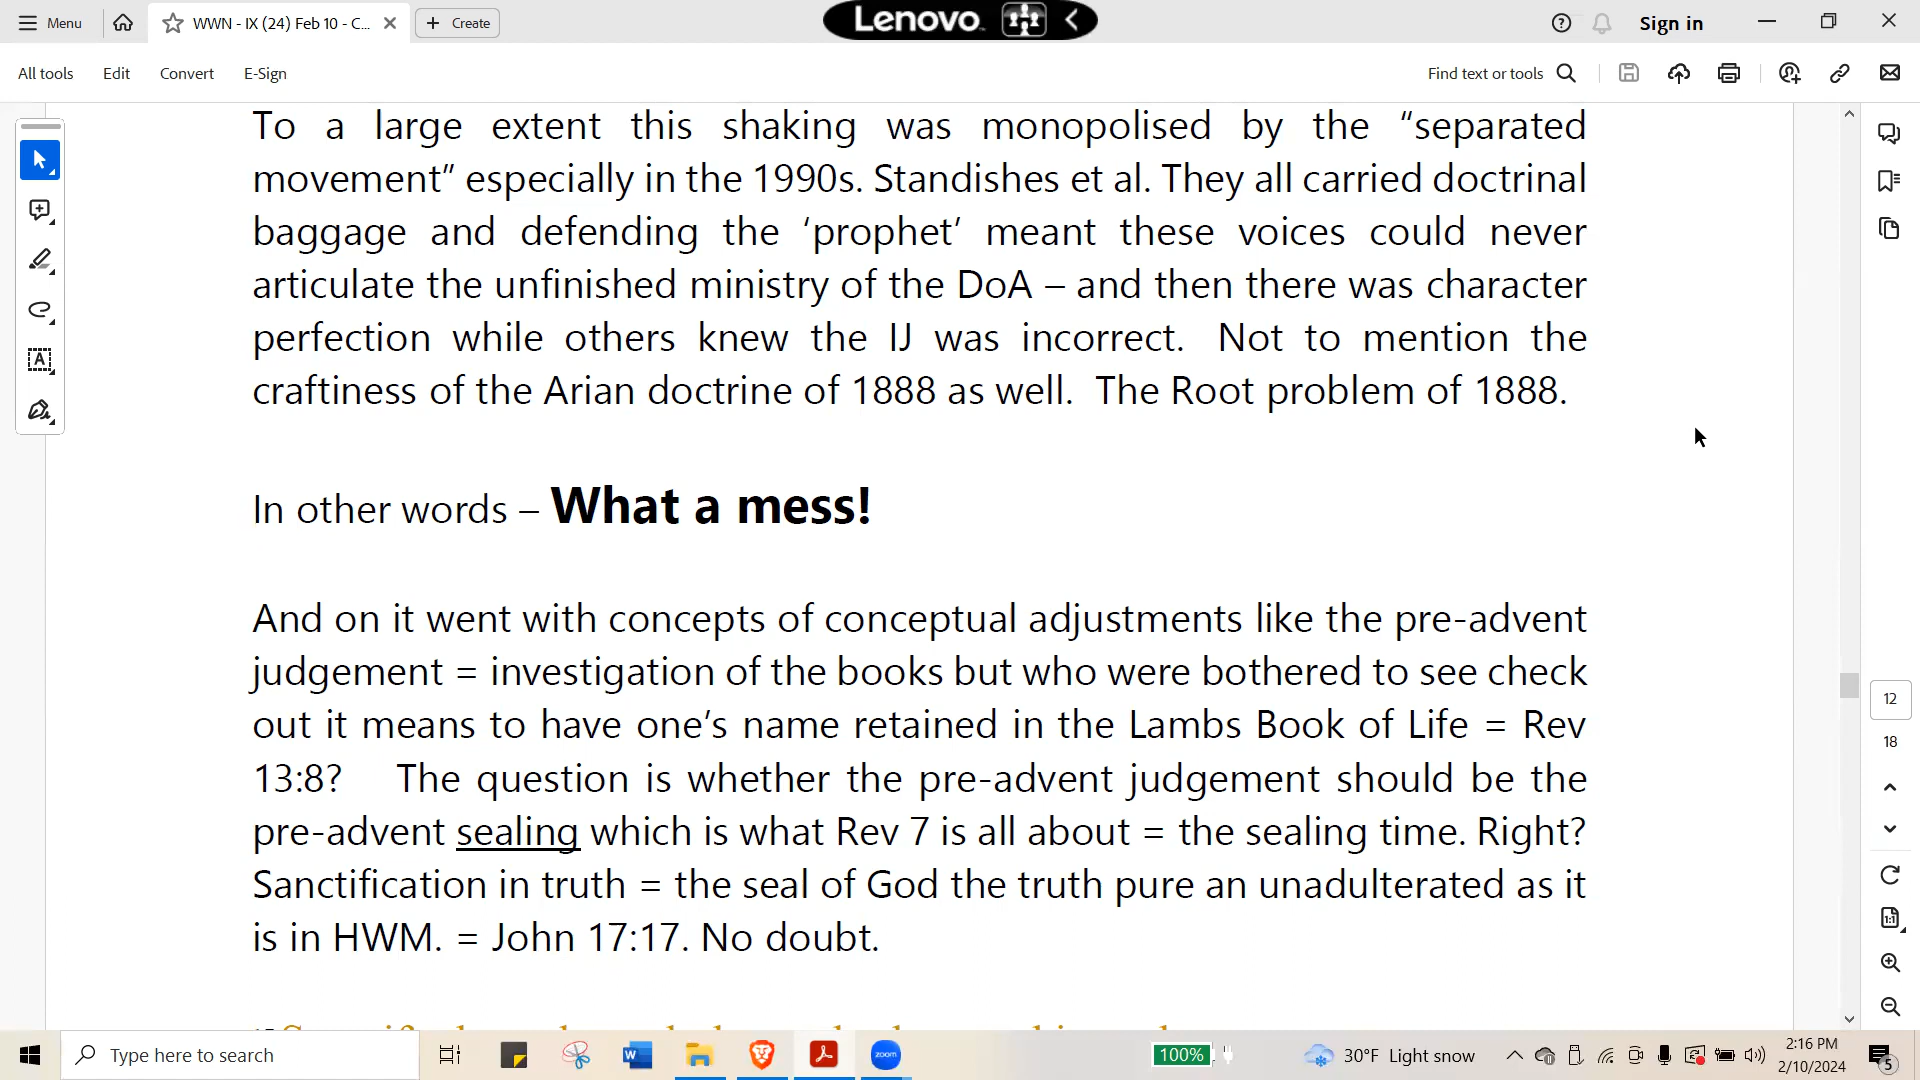 Menu
WWN - IX (24) Feb 10 - C...
Create
Lenovo
Sign in
All tools
Edit
Convert
E-Sign
Find text or tools
To a large extent this shaking was monopolised by the “separated
movement” especially in the 1990s. Standishes et al. They all carried doctrinal
baggage and defending the ‘prophet’ meant these voices could never
articulate the unfinished ministry of the DoA – and then there was character
perfection while others knew the IJ was incorrect. Not to mention the
craftiness of the Arian doctrine of 1888 as well. The Root problem of 1888.
In other words – What a mess!
And on it went with concepts of conceptual adjustments like the pre-advent
judgement = investigation of the books but who were bothered to see check
out it means to have one’s name retained in the Lambs Book of Life = Rev
13:8? The question is whether the pre-advent judgement should be the
pre-advent sealing which is what Rev 7 is all about = the sealing time. Right?
Sanctification in truth = the seal of God the truth pure an unadulterated as it
is in HWM. = John 17:17. No doubt.
12
18
Type here to search
zoom
100%
30°F Light snow
2:16 PM
2/10/2024
5